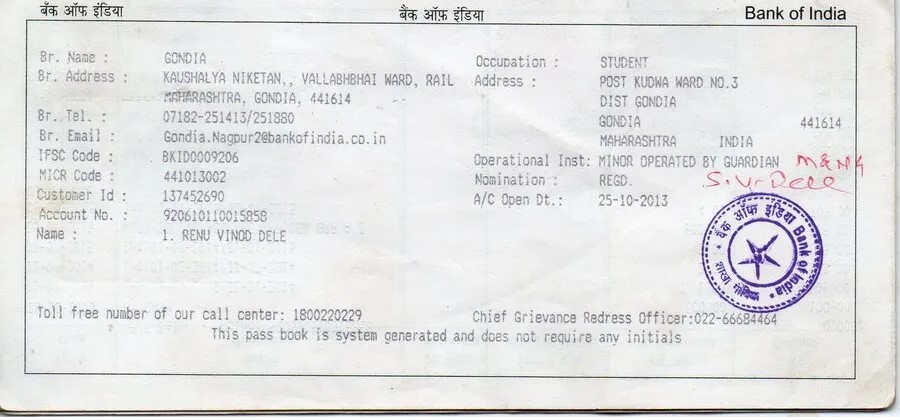 बैंक ऑफ इंडिया बैंक ऑफ़ इंडिया Bank of India
Br. Name : GONDIA
Br. Address : KAUSHALYA NIKETAN,, VALLABHBHAI WARD, RAIL
MAHARASHTRA, GONDIA, 441614
Br. Tel. : 07182-251413/251880
Br. Email : Gondia.Nagpur2@bankofindia.co.in
IFSC Code : BKID0009206
MICR Code : 441013002
Customer Id : 137452690
Account No. : 920610110015858
Name : 1. RENU VINOD DELE
Occupation : STUDENT
Address : POST KUDWA WARD NO.3
DIST GONDIA
GONDIA 441614
MAHARASHTRA INDIA
Operational Inst: MINOR OPERATED BY GUARDIAN
Nomination : REGD. S.V. Dele
A/C Open Dt.: 25-10-2013
बैंक ऑफ इंडिया Bank of India
शाखा गोंदिया
Toll free number of our call center: 1800220229 Chief Grievance Redress Officer:022-66684464
This pass book is system generated and does not require any initials